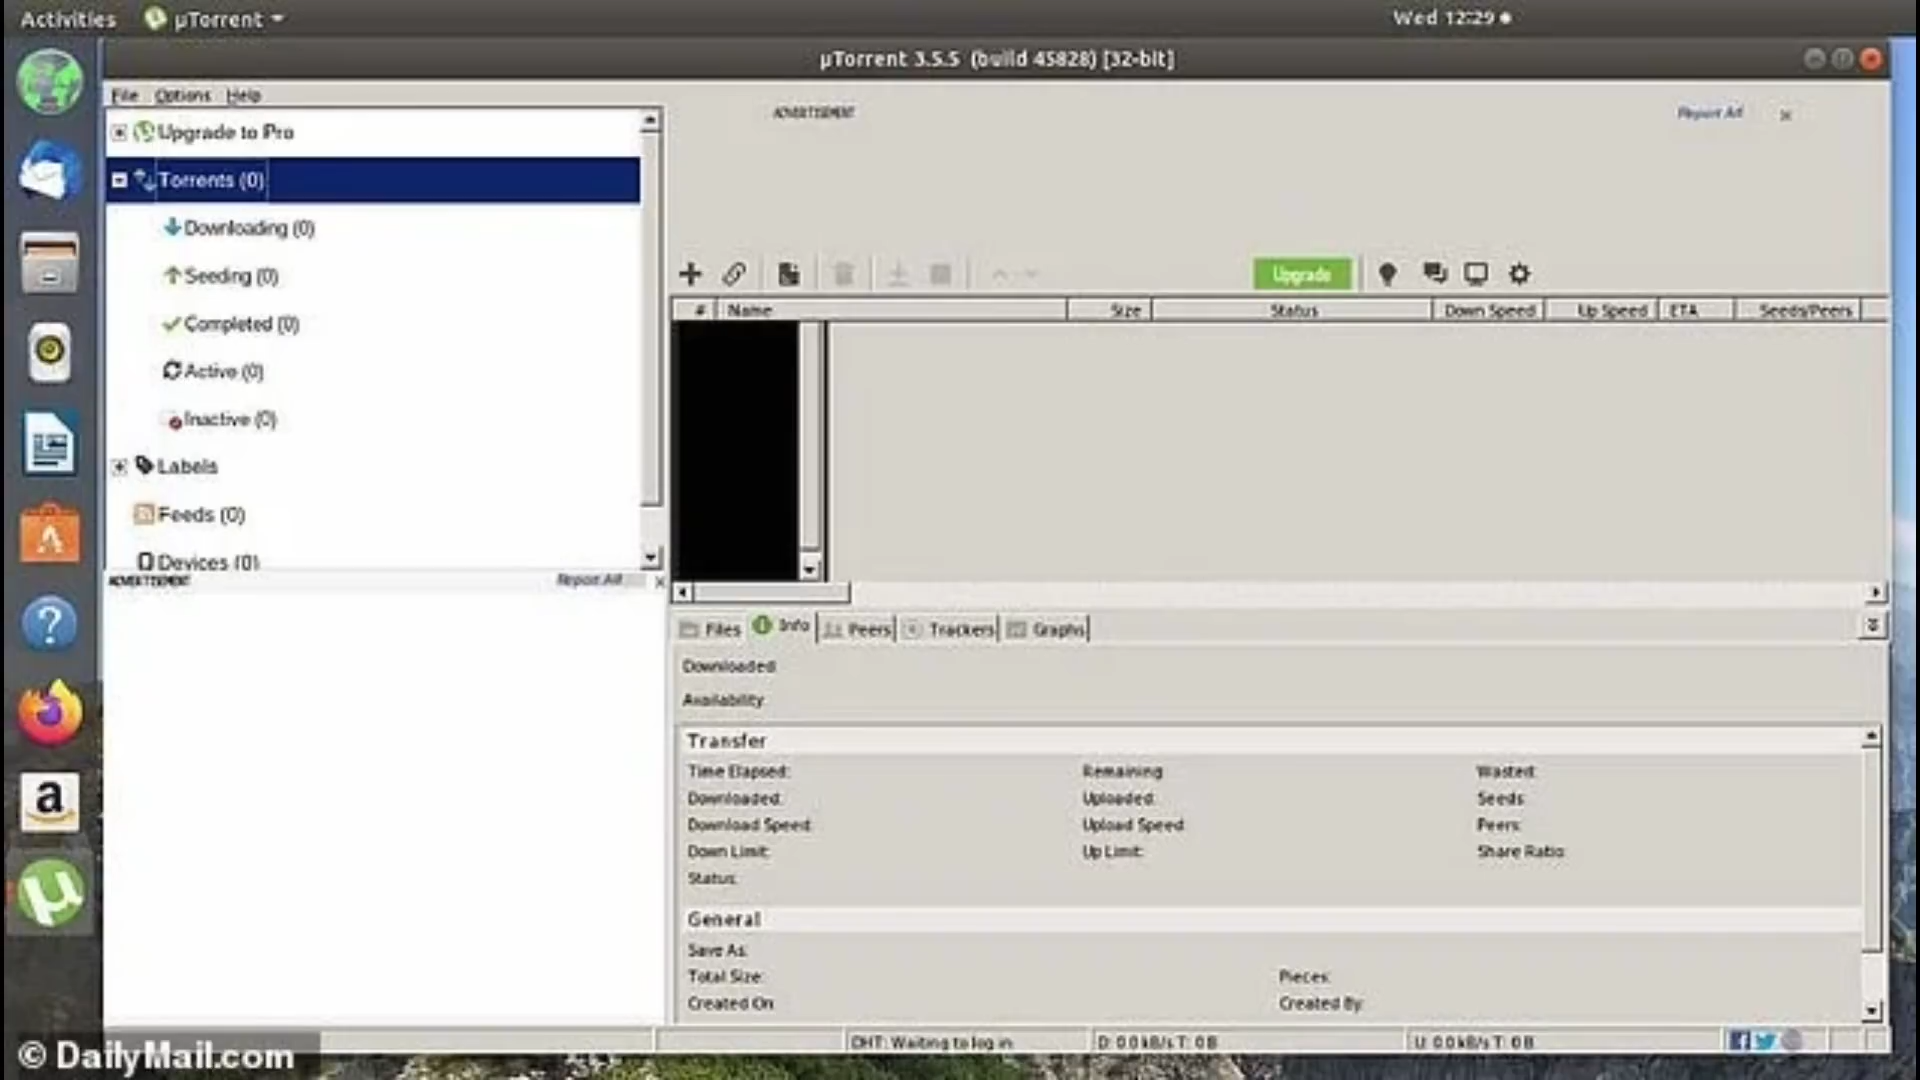 Activities µTorrent Wed 12:29
µTorrent 3.5.5 (build 45828) [32-bit]
File Options Help
ADVERTISEMENT Report Ad x
Upgrade to Pro
Torrents (0)
Downloading (0)
Seeding (0)
Upgrade
# Name Size Status Down Speed Up Speed ETA Seeds/Peers
Completed (0)
Active (0)
Inactive (0)
Labels
Feeds (0)
Devices (0)
ADVERTISEMENT Report Ad x
Files Info Peers Trackers Graphs
Downloaded:
Availability:
Transfer
Time Elapsed: Remaining: Wasted:
Downloaded: Uploaded: Seeds:
Download Speed: Upload Speed: Peers:
Down Limit: Up Limit: Share Ratio:
Status:
General
Save As:
Total Size: Pieces:
Created On: Created By:
DHT: Waiting to log in D: 0.0 kB/s T: 0 B U: 0.0 kB/s T: 0 B
© DailyMail.com